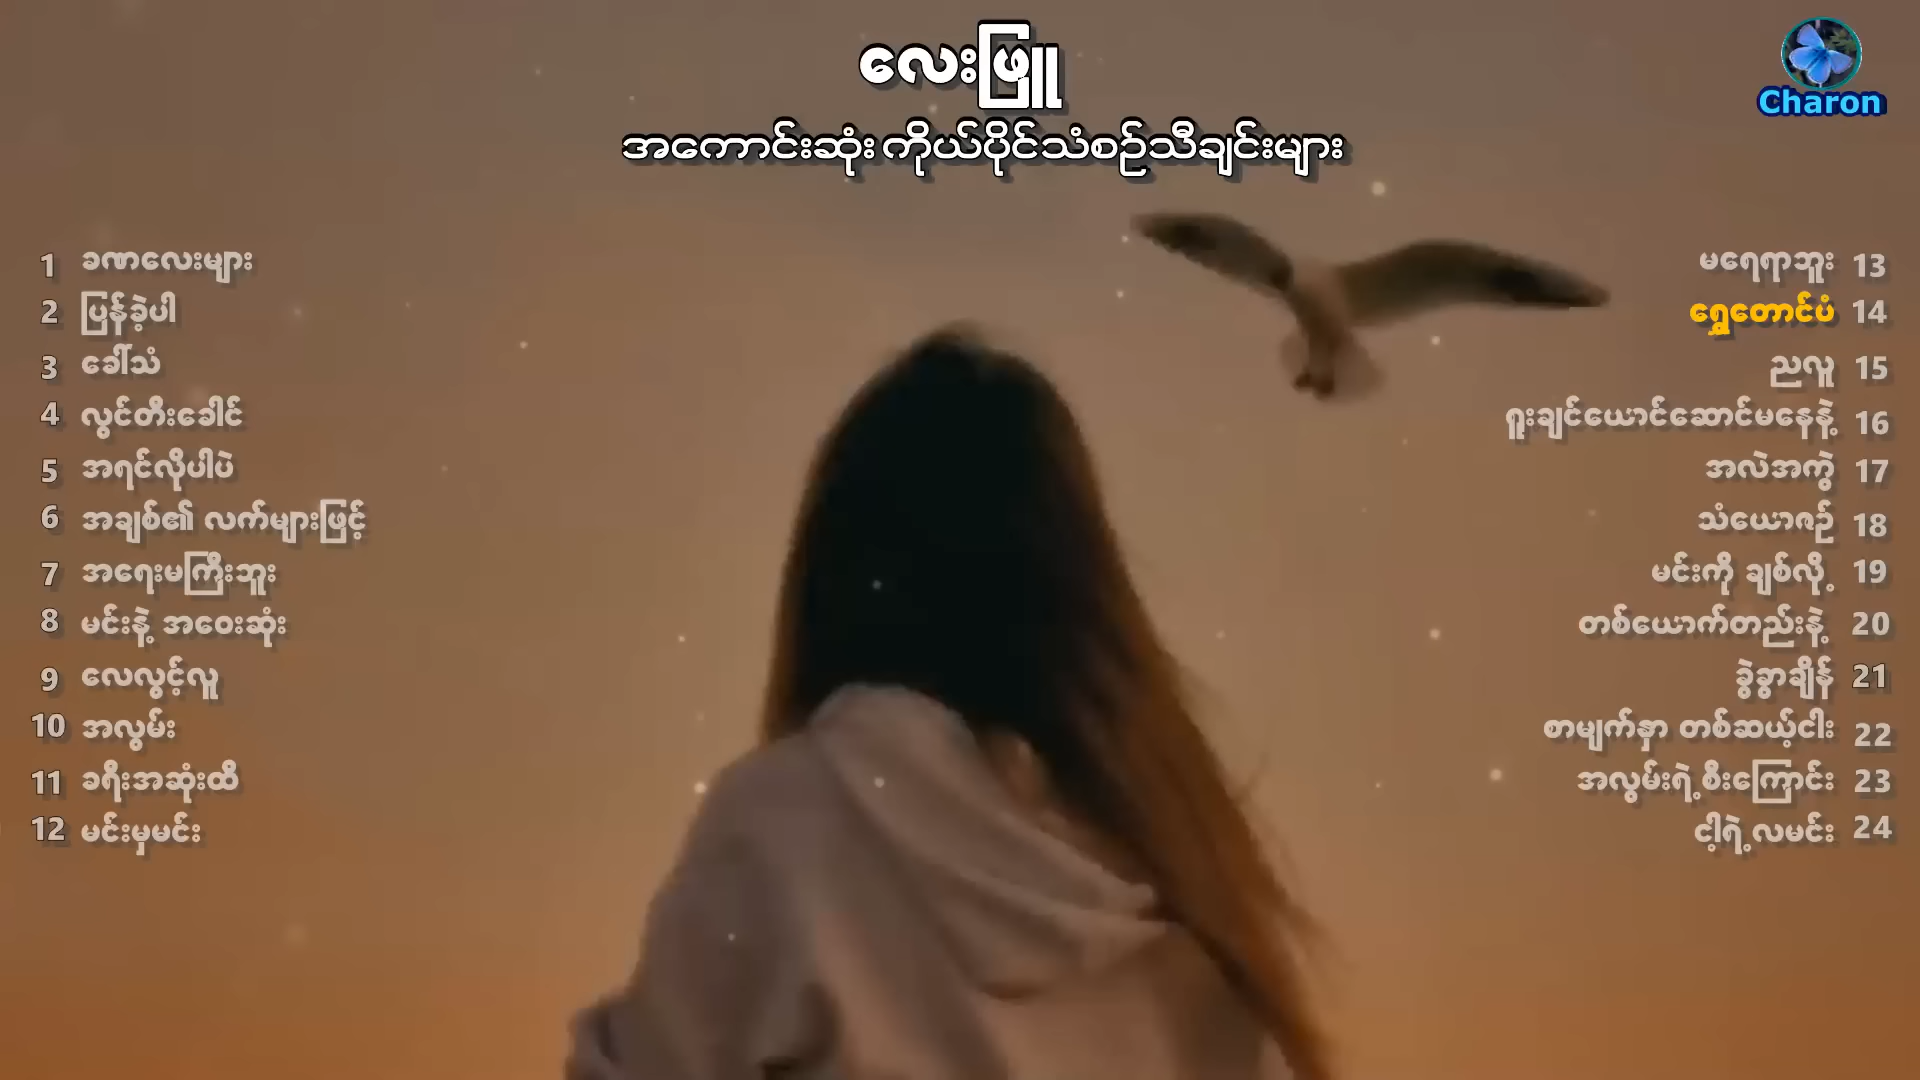 လေးဖြူ
အကောင်းဆုံး ကိုယ်ပိုင်သံစဉ်သီချင်းများ
Charon
1 ခဏလေးများ
2 ပြန်ခဲ့ပါ
3 ခေါ်သံ
4 လွင်တီးခေါင်
5 အရင်လိုပါပဲ
6 အချစ်၏ လက်များဖြင့်
7 အရေးမကြီးဘူး
8 မင်းနဲ့ အဝေးဆုံး
9 လေလွင့်လူ
10 အလွမ်း
11 ခရီးအဆုံးထိ
12 မင်းမှမင်း
မရေရာဘူး 13
ရွှေတောင်ပံ 14
ညလူ 15
ရူးချင်ယောင်ဆောင်မနေနဲ့ 16
အလဲအကွဲ 17
သံယောဇဉ် 18
မင်းကို ချစ်လို့ 19
တစ်ယောက်တည်းနဲ့ 20
ခွဲခွာချိန် 21
စာမျက်နှာ တစ်ဆယ့်ငါး 22
အလွမ်းရဲ့စီးကြောင်း 23
ငါ့ရဲ့လမင်း 24